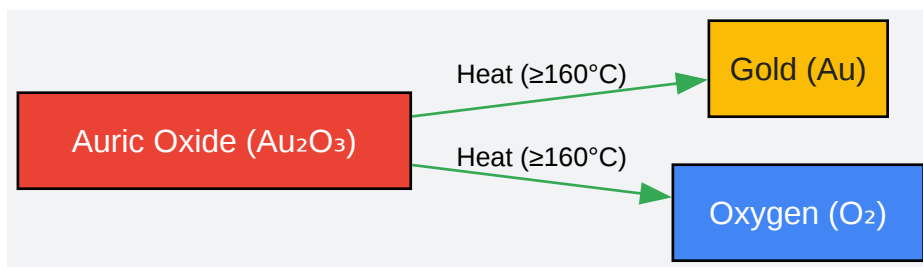 Auric Oxide (Au₂O₃)
Heat (≥160°C)
Gold (Au)
Heat (≥160°C)
Oxygen (O₂)